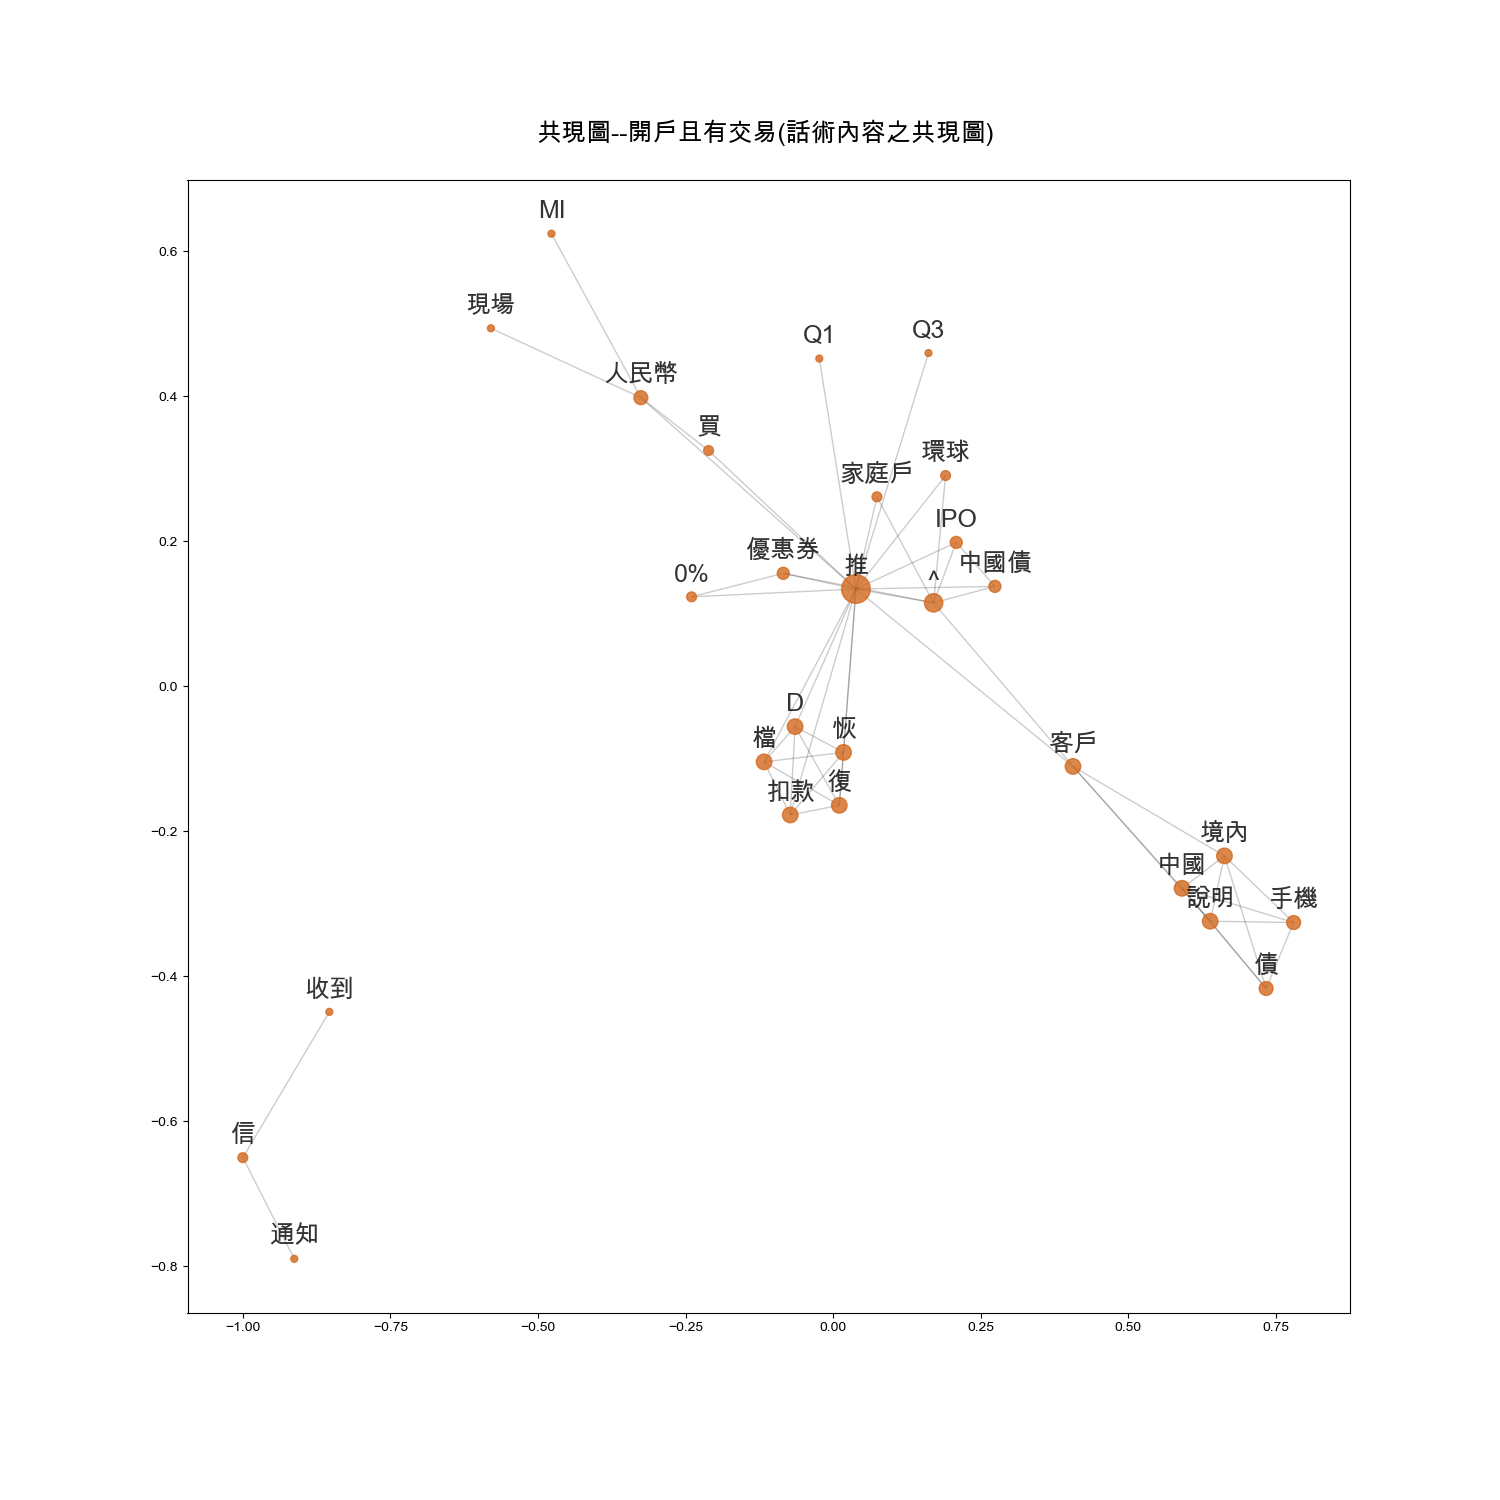 共現圖--開戶且有交易(話術內容之共現圖)
MI
現場
人民幣
買
Q1
Q3
環球
家庭戶
IPO
優惠券
推
^
中國債
0%
D
檔
恢
扣款
復
客戶
境內
中國
說明
手機
債
收到
信
通知
0.6
0.4
0.2
0.0
−0.2
−0.4
−0.6
−0.8
−1.00
−0.75
−0.50
−0.25
0.00
0.25
0.50
0.75